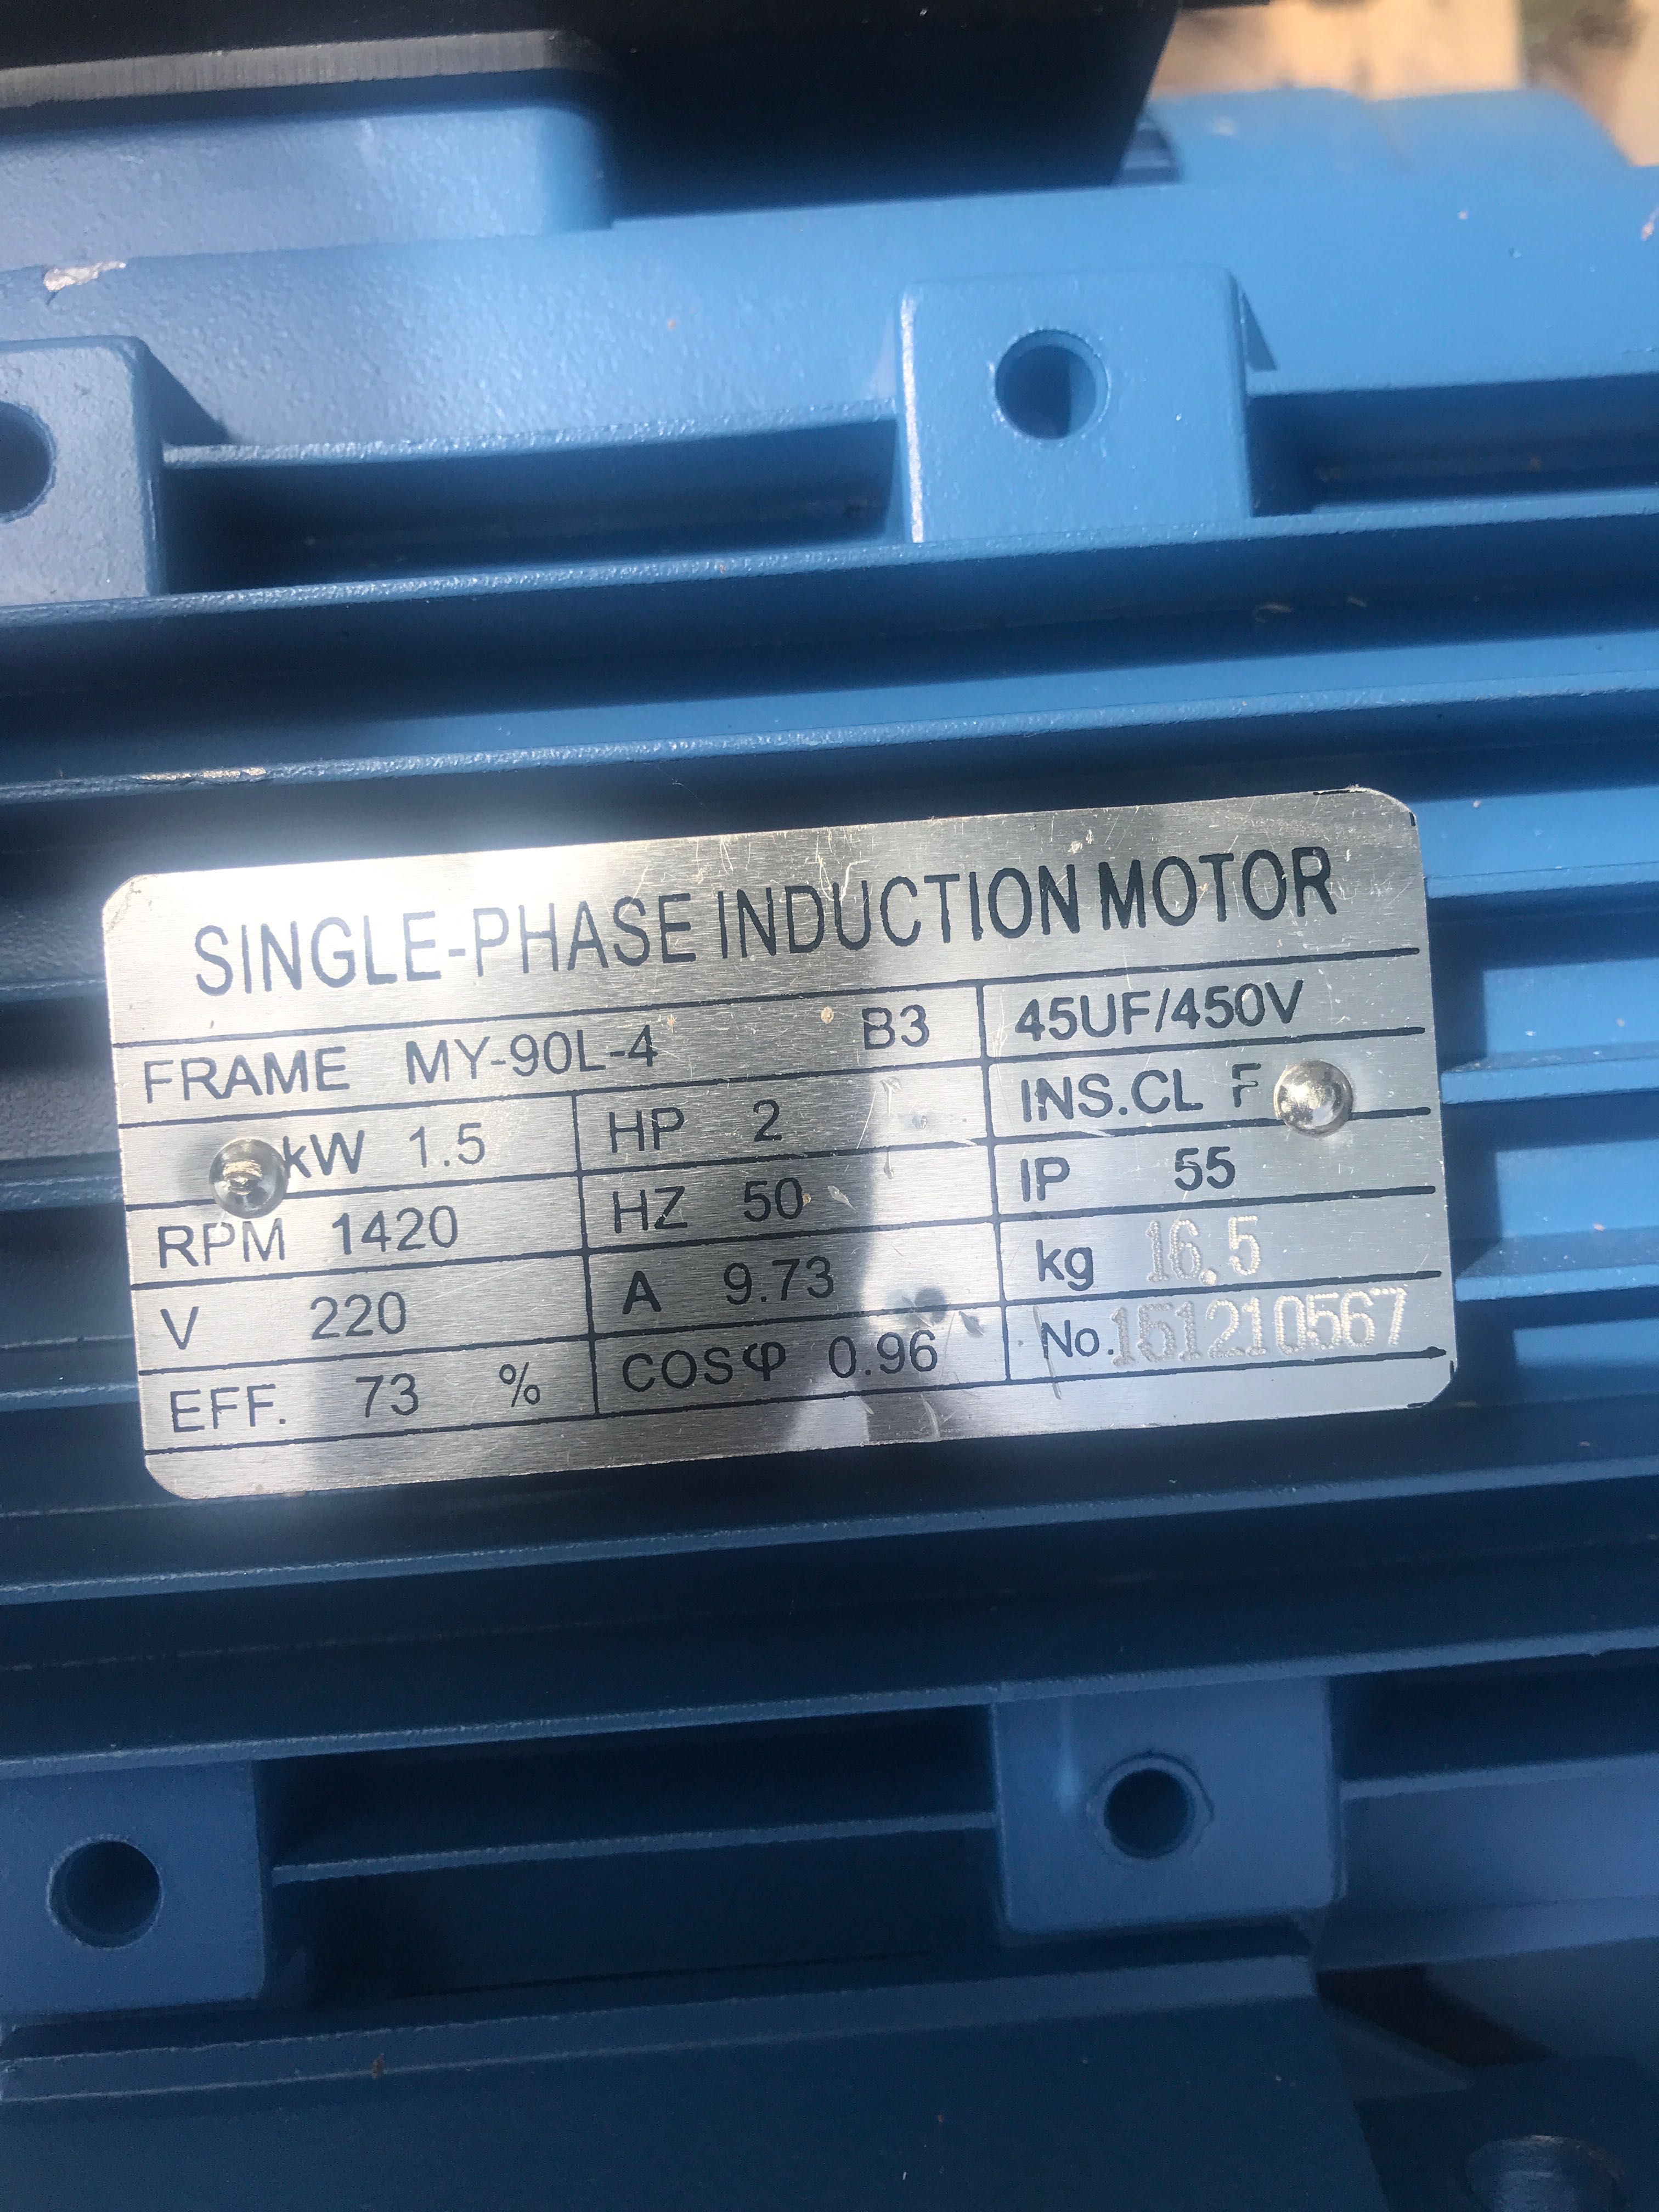 SINGLE-PHASE INDUCTION MOTOR
FRAME MY-90L-4 B3 45UF/450V
kW 1.5 HP 2 INS.CL F
RPM 1420 HZ 50 IP 55
V 220 A 9.73 kg 16.5
EFF. 73 % COSφ 0.96 No.151210567